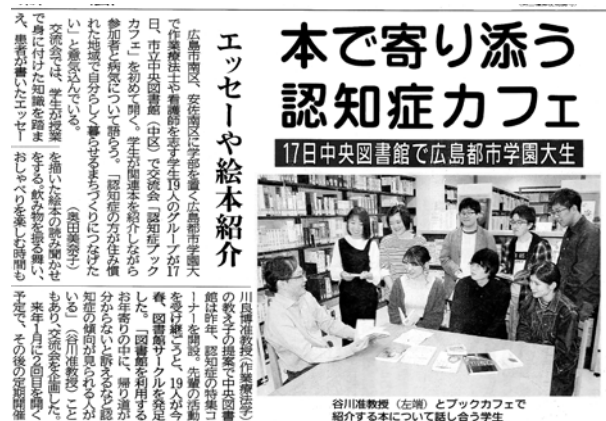 本で寄り添う
認知症カフェ
17日中央図書館で広島都市学園大生
エッセーや絵本紹介
広島市南区、安佐南区に学部を置く広島都市学園大
で作業療法士や看護師を志す学生19人のグループが17
日、市立中央図書館(中区)で交流会「認知症ブック
カフェ」を初めて開く。学生が関連本を紹介しながら
参加者と病気について語らう。「認知症の方が住み慣
れた地域で自分らしく暮らせるまちづくりにつなげた
い」と意気込んでいる。(奥田美奈子)
交流会では、学生が授業
で身に付けた知識を踏ま
え、患者が書いたエッセー
を描いた絵本の読み聞かせ
をする。飲み物を振る舞い、
おしゃべりを楽しむ時間も
川良博准教授(作業療法学)
の教え子の提案で中央図書
館は昨年、認知症の特集コ
ーナーを開設。先輩の活動
を受け継ごうと、19人が今
春、図書館サークルを発足
した。「図書館を利用する
お年寄りの中に、帰り道が
分からないと訴えるなど認
知症の傾向が見られる人が
いる」(谷川准教授)こと
もあり、交流会を企画した。
来年1月に2回目を開く
予定で、その後の定期開催
谷川准教授(左端)とブックカフェで
紹介する本について話し合う学生